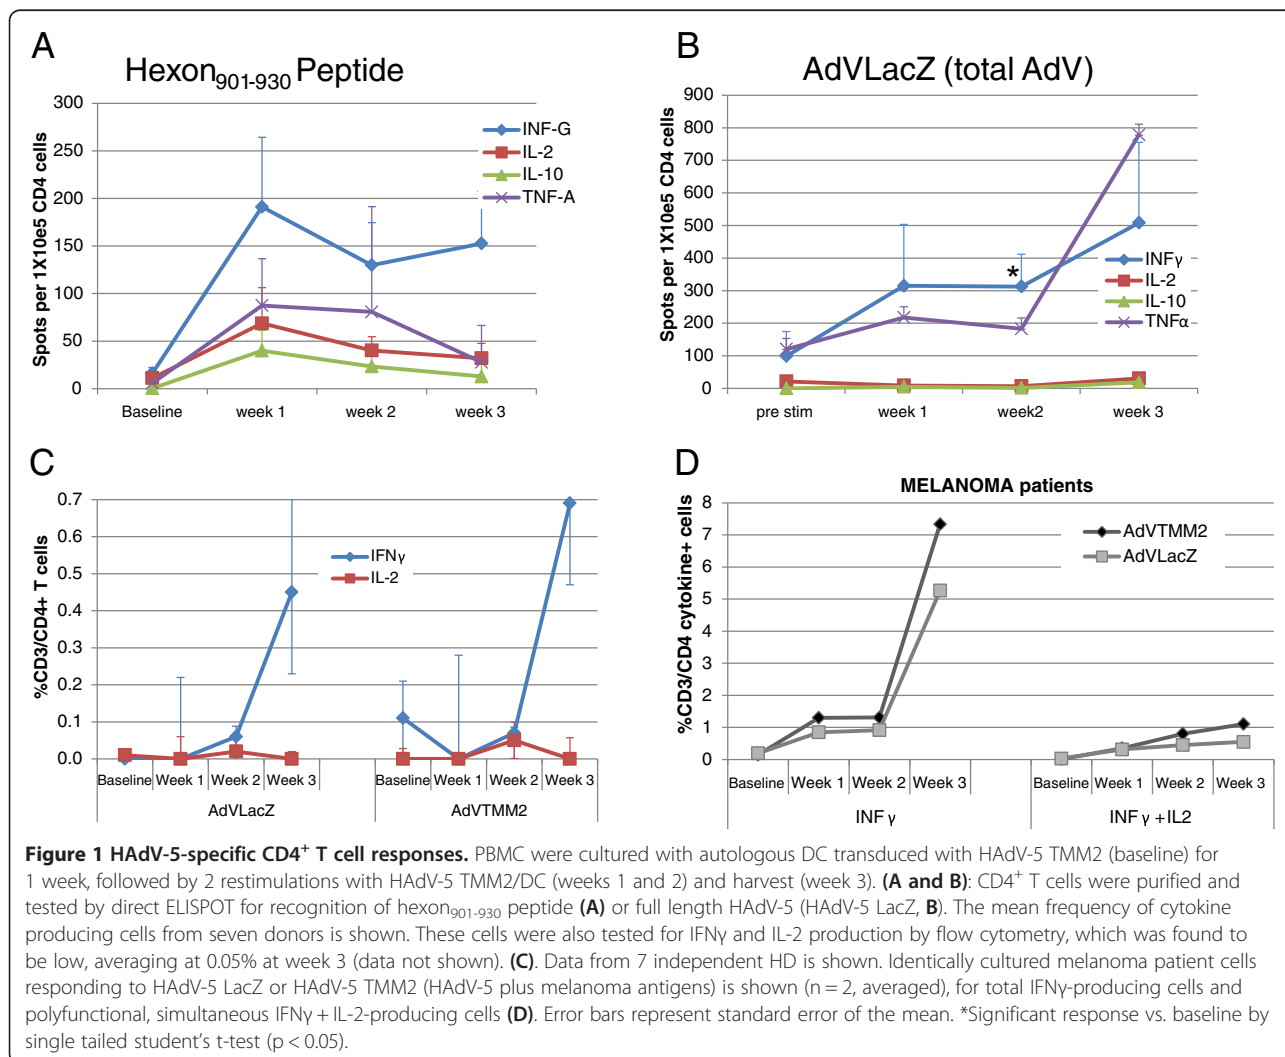 A
Hexon901-930 Peptide
300
250
200
150
100
50
0
Spots per 1X10e5 CD4 cells
INF-G
IL-2
IL-10
TNF-A
Baseline week 1 week 2 week 3
B
AdVLacZ (total AdV)
900
800
700
600
500
400
300
200
100
0
Spots per 1X10e5 CD4 cells
*
INFγ
IL-2
IL-10
TNFα
pre stim week 1 week2 week 3
C
0.7
0.6
0.5
0.4
0.3
0.2
0.1
0.0
%CD3/CD4+ T cells
IFNγ
IL-2
Baseline Week 1 Week 2 Week 3 Baseline Week 1 Week 2 Week 3
AdVLacZ AdVTMM2
D
MELANOMA patients
8
7
6
5
4
3
2
1
0
%CD3/CD4 cytokine+ cells
AdVTMM2
AdVLacZ
Baseline Week 1 Week 2 Week 3 Baseline Week 1 Week 2 Week 3
INF γ INF γ +IL2
Figure 1 HAdV-5-specific CD4+ T cell responses. PBMC were cultured with autologous DC transduced with HAdV-5 TMM2 (baseline) for
1 week, followed by 2 restimulations with HAdV-5 TMM2/DC (weeks 1 and 2) and harvest (week 3). (A and B): CD4+ T cells were purified and
tested by direct ELISPOT for recognition of hexon901-930 peptide (A) or full length HAdV-5 (HAdV-5 LacZ, B). The mean frequency of cytokine
producing cells from seven donors is shown. These cells were also tested for IFNγ and IL-2 production by flow cytometry, which was found to
be low, averaging at 0.05% at week 3 (data not shown). (C). Data from 7 independent HD is shown. Identically cultured melanoma patient cells
responding to HAdV-5 LacZ or HAdV-5 TMM2 (HAdV-5 plus melanoma antigens) is shown (n = 2, averaged), for total IFNγ-producing cells and
polyfunctional, simultaneous IFNγ + IL-2-producing cells (D). Error bars represent standard error of the mean. *Significant response vs. baseline by
single tailed student's t-test (p < 0.05).